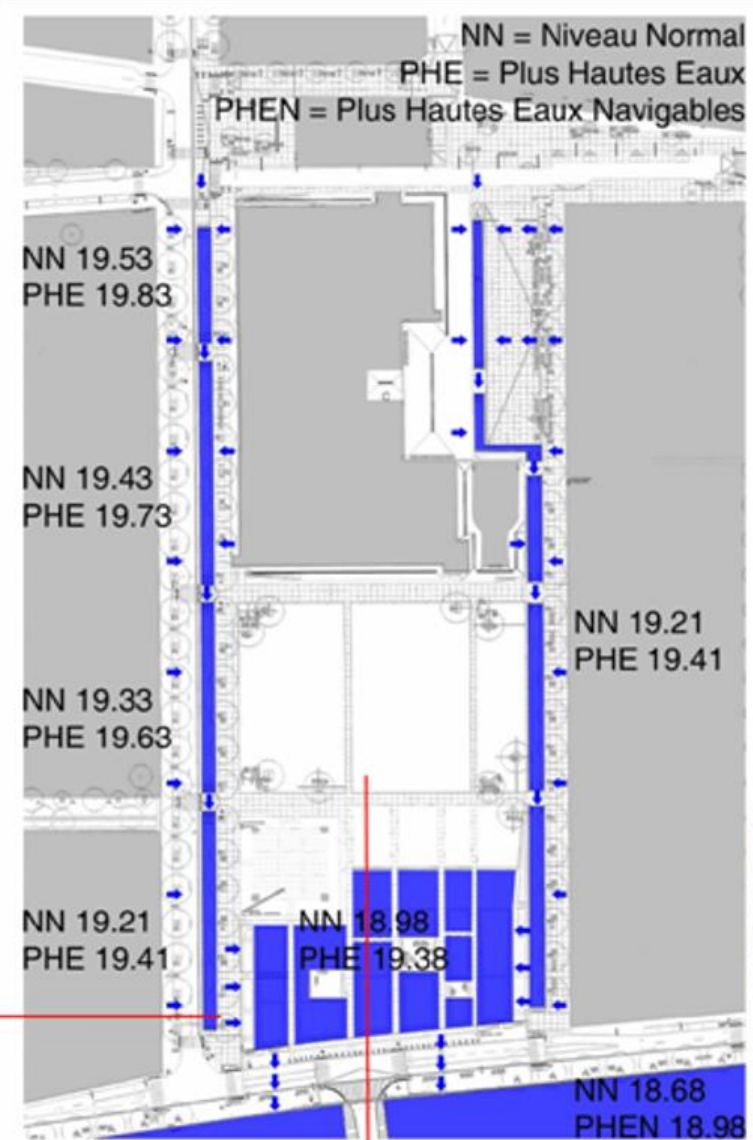 NN = Niveau Normal
PHE = Plus Hautes Eaux
PHEN = Plus Hautes Eaux Navigables
NN 19.53
PHE 19.83
NN 19.43
PHE 19.73
NN 19.21
PHE 19.41
NN 19.33
PHE 19.63
NN 19.21
PHE 19.41
NN 18.98
PHE 19.38
NN 18.68
PHEN 18.98